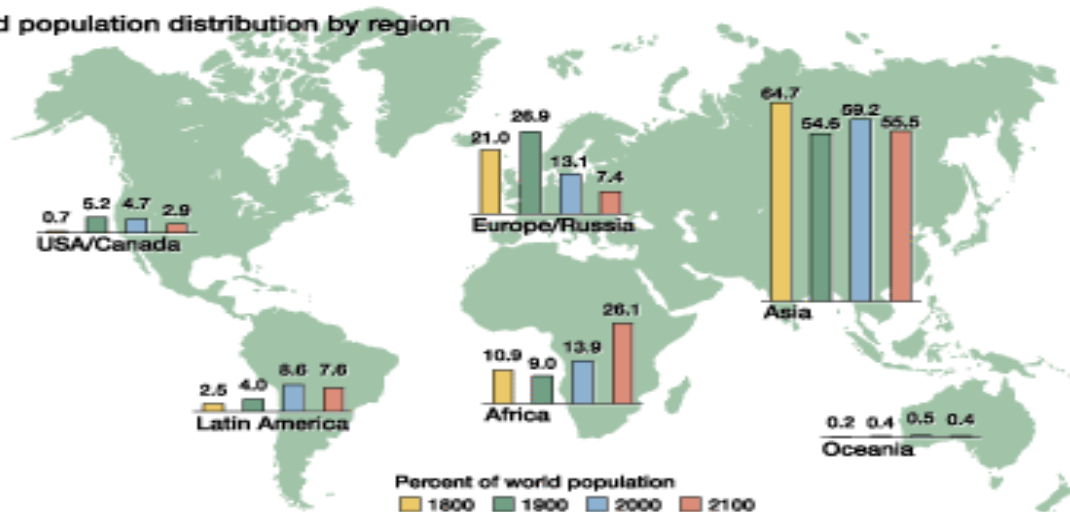 d population distribution by region
64.7
54.6 59.2 55.5
Asia
21.0 26.9 13.1 7.4
Europe/Russia
0.7 5.2 4.7 2.9
USA/Canada
10.9 9.0 13.9 26.1
Africa
2.5 4.0 8.6 7.6
Latin America
0.2 0.4 0.5 0.4
Oceania
Percent of world population
1800 1900 2000 2100